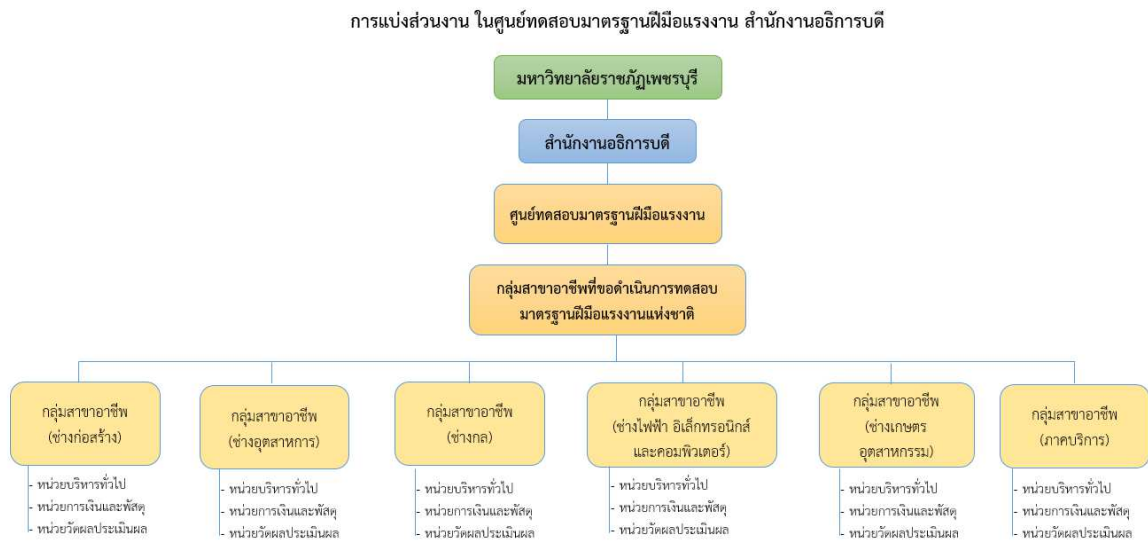 การแบ่งส่วนงาน ในศูนย์ทดสอบมาตรฐานฝีมือแรงงาน สำนักงานอธิการบดี
มหาวิทยาลัยราชภัฏเพชรบุรี
สำนักงานอธิการบดี
ศูนย์ทดสอบมาตรฐานฝีมือแรงงาน
กลุ่มสาขาอาชีพที่ขอดำเนินการทดสอบ
มาตรฐานฝีมือแรงงานแห่งชาติ
กลุ่มสาขาอาชีพ
(ช่างก่อสร้าง)
- หน่วยบริหารทั่วไป
- หน่วยการเงินและพัสดุ
- หน่วยวัดผลประเมินผล
กลุ่มสาขาอาชีพ
(ช่างอุตสาหการ)
- หน่วยบริหารทั่วไป
- หน่วยการเงินและพัสดุ
- หน่วยวัดผลประเมินผล
กลุ่มสาขาอาชีพ
(ช่างกล)
- หน่วยบริหารทั่วไป
- หน่วยการเงินและพัสดุ
- หน่วยวัดผลประเมินผล
กลุ่มสาขาอาชีพ
(ช่างไฟฟ้า อิเล็กทรอนิกส์
และคอมพิวเตอร์)
- หน่วยบริหารทั่วไป
- หน่วยการเงินและพัสดุ
- หน่วยวัดผลประเมินผล
กลุ่มสาขาอาชีพ
(ช่างเกษตร
อุตสาหกรรม)
- หน่วยบริหารทั่วไป
- หน่วยการเงินและพัสดุ
- หน่วยวัดผลประเมินผล
กลุ่มสาขาอาชีพ
(ภาคบริการ)
- หน่วยบริหารทั่วไป
- หน่วยการเงินและพัสดุ
- หน่วยวัดผลประเมินผล